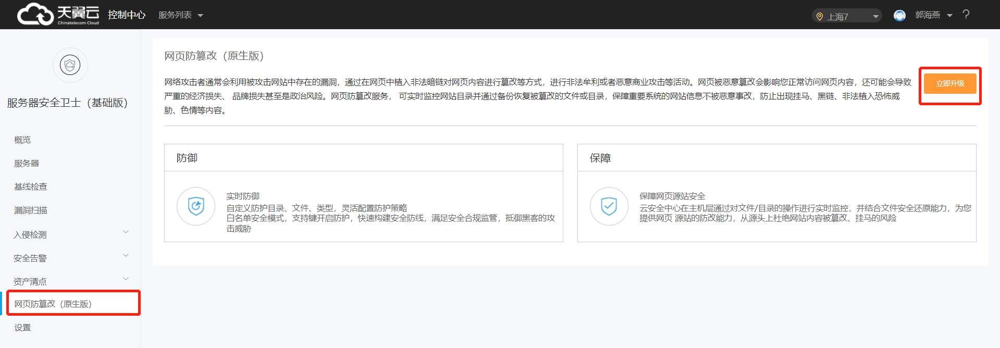 天翼云
Chinatelecom Cloud
控制中心
服务列表
上海7
郭海燕
?
服务器安全卫士（基础版）
概览
服务器
基线检查
漏洞扫描
入侵检测
安全告警
资产清点
网页防篡改（原生版）
设置
网页防篡改（原生版）
网络攻击者通常会利用被攻击网站中存在的漏洞，通过在网页中植入非法暗链对网页内容进行篡改等方式，进行非法牟利或者恶意商业攻击等活动。网页被恶意篡改会影响您正常访问网页内容，还可能会导致
严重的经济损失、 品牌损失甚至是政治风险。网页防篡改服务， 可实时监控网站目录并通过备份恢复被篡改的文件或目录，保障重要系统的网站信息不被恶意事改，防止出现挂马、黑链、非法植入恐怖威
胁、色情等内容。
立即升级
防御
实时防御
自定义防护目录、文件、类型，灵活配置防护策略
白名单安全模式，支持键开启防护，快速构建安全防线，满足安全合规监管，抵御黑客的攻
击威胁
保障
保障网页源站安全
云安全中心在主机层通过对文件/目录的操作进行实时监控，并结合文件安全还原能力，为您
提供网页 源站的防改能力，从源头上杜绝网站内容被篡改、挂马的风险